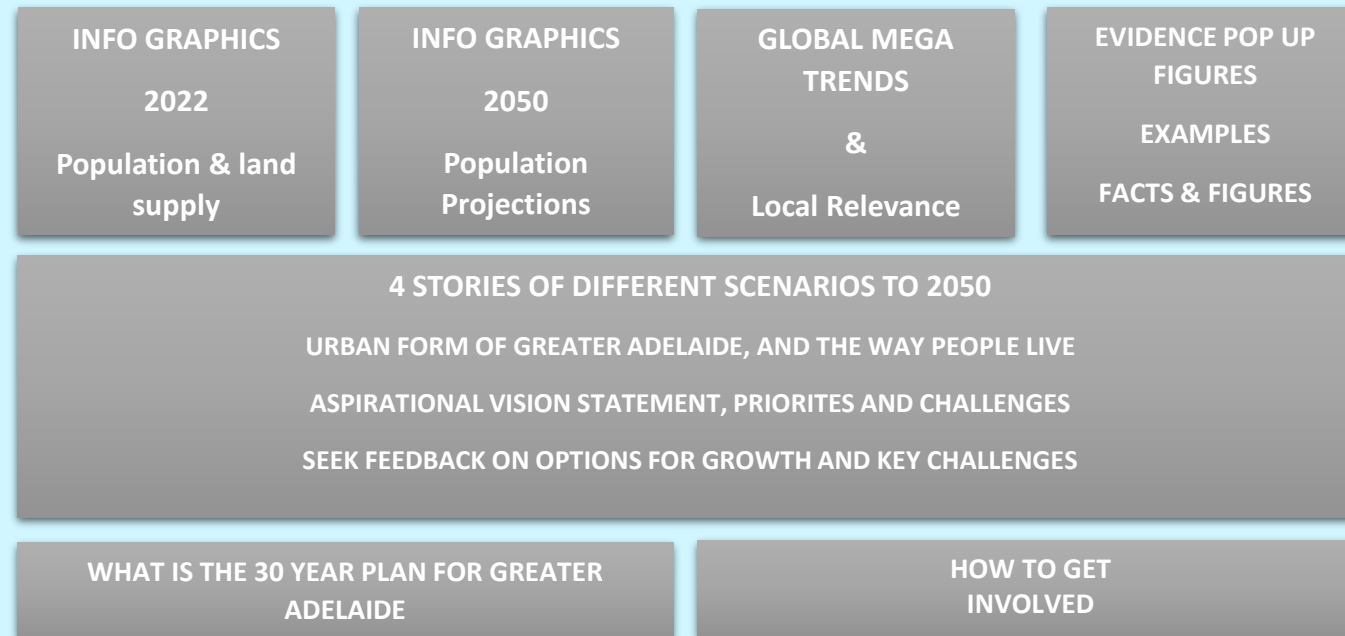 INFO GRAPHICS
2022
Population & land
supply
INFO GRAPHICS
2050
Population
Projections
GLOBAL MEGA
TRENDS
&
Local Relevance
EVIDENCE POP UP
FIGURES
EXAMPLES
FACTS & FIGURES
4 STORIES OF DIFFERENT SCENARIOS TO 2050
URBAN FORM OF GREATER ADELAIDE, AND THE WAY PEOPLE LIVE
ASPIRATIONAL VISION STATEMENT, PRIORITES AND CHALLENGES
SEEK FEEDBACK ON OPTIONS FOR GROWTH AND KEY CHALLENGES
WHAT IS THE 30 YEAR PLAN FOR GREATER
ADELAIDE
HOW TO GET
INVOLVED